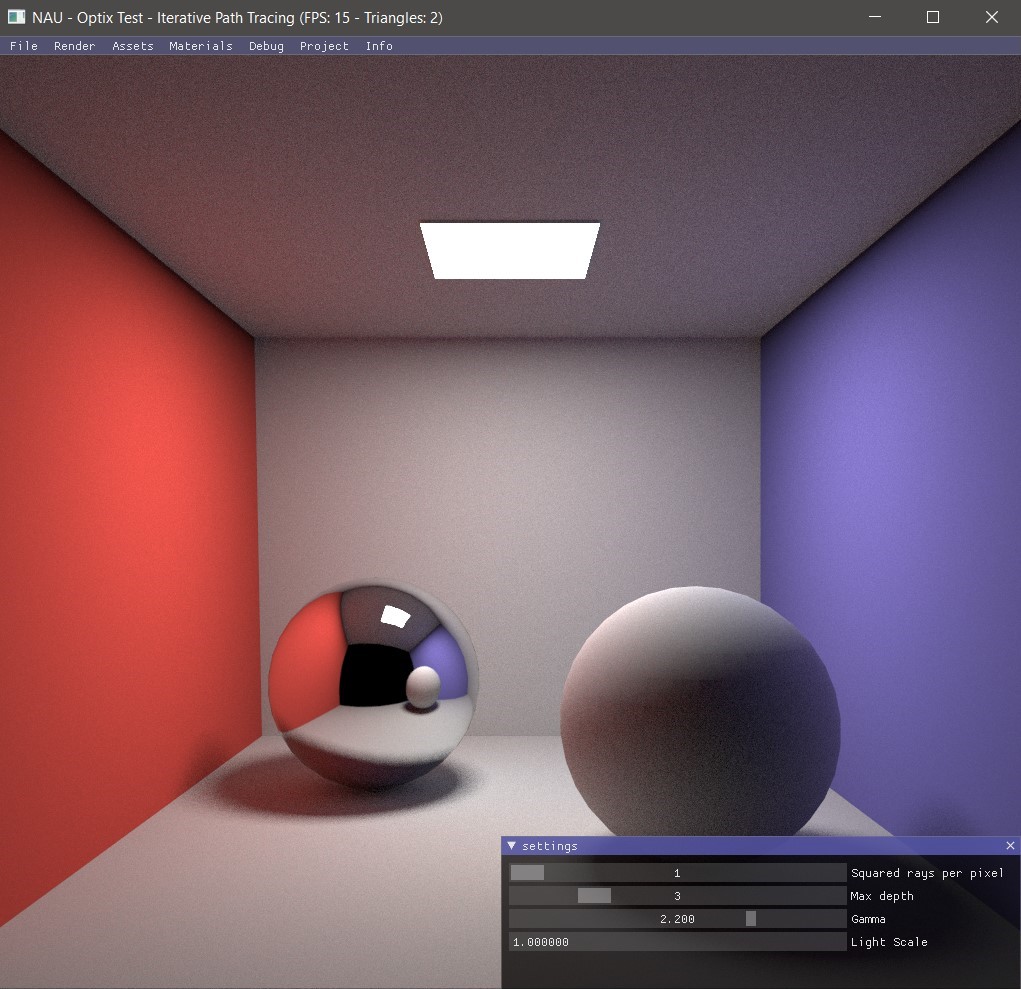 NAU - Optix Test - Iterative Path Tracing (FPS: 15 - Triangles: 2)
File Render Assets Materials Debug Project Info
settings
1 Squared rays per pixel
3 Max depth
2.200 Gamma
1.000000 Light Scale